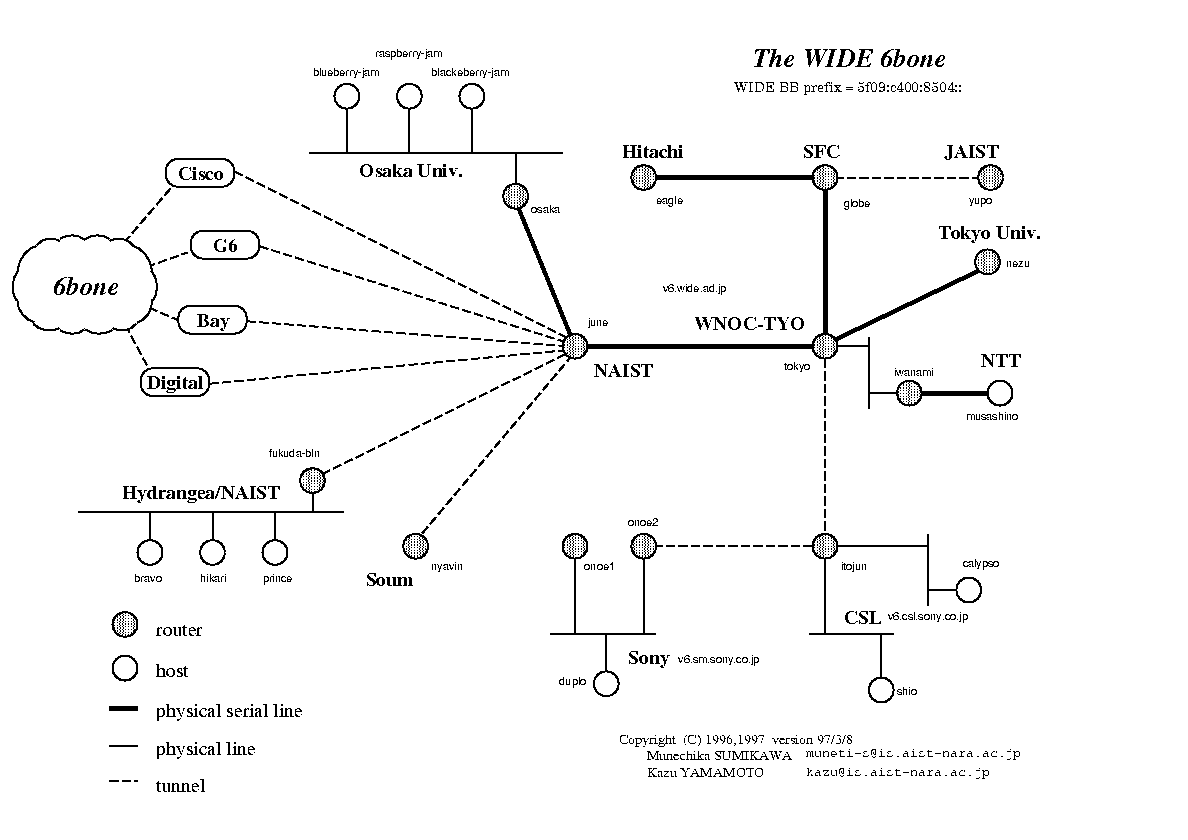 raspberry-jam
blueberry-jam
blackeberry-jam
The WIDE 6bone
WIDE BB prefix = 5f09:c400:8504::
Osaka Univ.
osaka
Hitachi
eagle
SFC
globe
JAIST
yupo
Tokyo Univ.
nezu
Cisco
G6
6bone
Bay
Digital
v6.wide.ad.jp
june
NAIST
WNOC-TYO
tokyo
iwanami
NTT
musashino
fukuda-bin
Hydrangea/NAIST
bravo
hikari
prince
nyavin
Soum
onoe2
onoe1
itojun
calypso
CSL v6.csl.sony.co.jp
Sony v6.sm.sony.co.jp
duplo
shio
router
host
physical serial line
physical line
tunnel
Copyright (C) 1996,1997 version 97/3/8
Munechika SUMIKAWA muneti-s@is.aist-nara.ac.jp
Kazu YAMAMOTO kazu@is.aist-nara.ac.jp